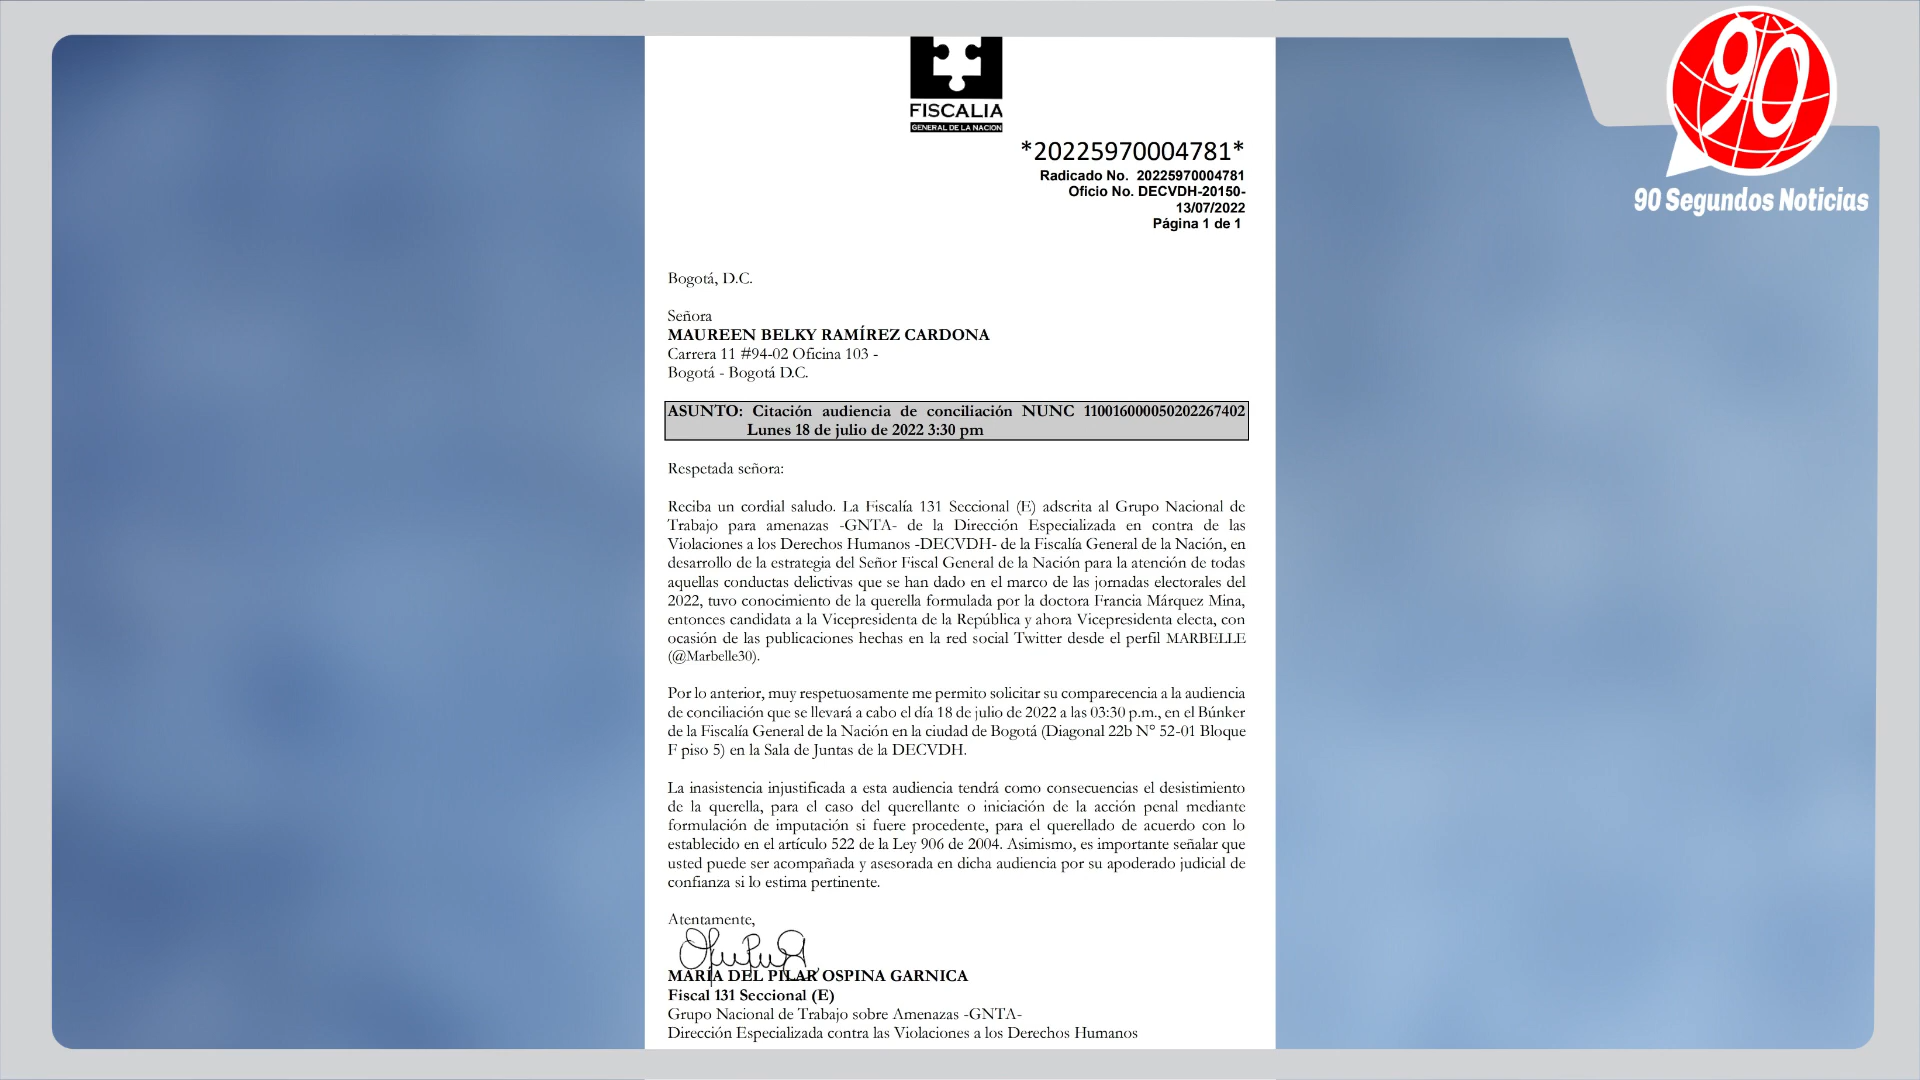 FISCALIA
GENERAL DE LA NACION
90
90 Segundos Noticias
*20225970004781*
Radicado No. 20225970004781
Oficio No. DECVDH-20150-
13/07/2022
Página 1 de 1
Bogotá, D.C.
Señora
MAUREEN BELKY RAMÍREZ CARDONA
Carrera 11 #94-02 Oficina 103 -
Bogotá - Bogotá D.C.
ASUNTO: Citación audiencia de conciliación NUNC 110016000050202267402
Lunes 18 de julio de 2022 3:30 pm
Respetada señora:
Reciba un cordial saludo. La Fiscalía 131 Seccional (E) adscrita al Grupo Nacional de
Trabajo para amenazas -GNTA- de la Dirección Especializada en contra de las
Violaciones a los Derechos Humanos -DECVDH- de la Fiscalía General de la Nación, en
desarrollo de la estrategia del Señor Fiscal General de la Nación para la atención de todas
aquellas conductas delictivas que se han dado en el marco de las jornadas electorales del
2022, tuvo conocimiento de la querella formulada por la doctora Francia Márquez Mina,
entonces candidata a la Vicepresidenta de la República y ahora Vicepresidenta electa, con
ocasión de las publicaciones hechas en la red social Twitter desde el perfil MARBELLE
(@Marbelle30).
Por lo anterior, muy respetuosamente me permito solicitar su comparecencia a la audiencia
de conciliación que se llevará a cabo el día 18 de julio de 2022 a las 03:30 p.m., en el Búnker
de la Fiscalía General de la Nación en la ciudad de Bogotá (Diagonal 22b N° 52-01 Bloque
F piso 5) en la Sala de Juntas de la DECVDH.
La inasistencia injustificada a esta audiencia tendrá como consecuencias el desistimiento
de la querella, para el caso del querellante o iniciación de la acción penal mediante
formulación de imputación si fuere procedente, para el querellado de acuerdo con lo
establecido en el artículo 522 de la Ley 906 de 2004. Asimismo, es importante señalar que
usted puede ser acompañada y asesorada en dicha audiencia por su apoderado judicial de
confianza si lo estima pertinente.
Atentamente,
MARÍA DEL PILAR OSPINA GARNICA
Fiscal 131 Seccional (E)
Grupo Nacional de Trabajo sobre Amenazas -GNTA-
Dirección Especializada contra las Violaciones a los Derechos Humanos